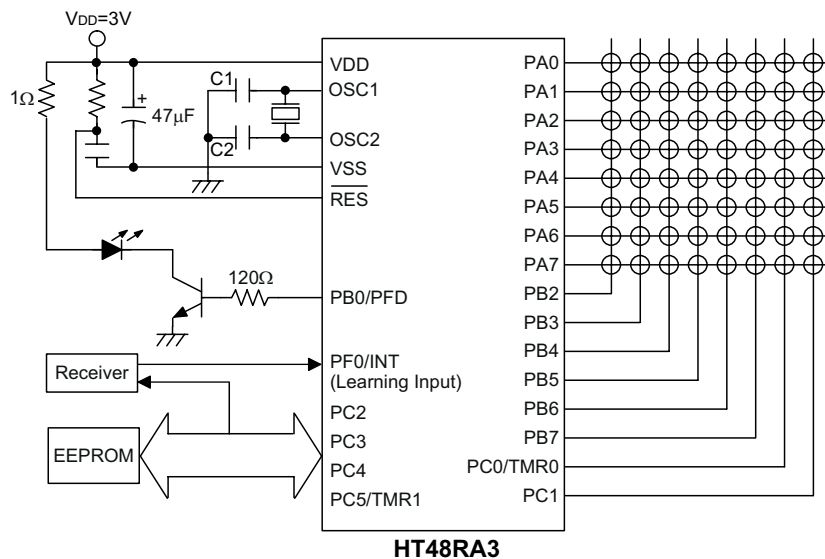 VDD=3V
1Ω
47μF
C1
C2
VDD
OSC1
OSC2
VSS
RES
120Ω
PB0/PFD
Receiver
PF0/INT
(Learning Input)
EEPROM
PC2
PC3
PC4
PC5/TMR1
PA0
PA1
PA2
PA3
PA4
PA5
PA6
PA7
PB2
PB3
PB4
PB5
PB6
PB7
PC0/TMR0
PC1
HT48RA3